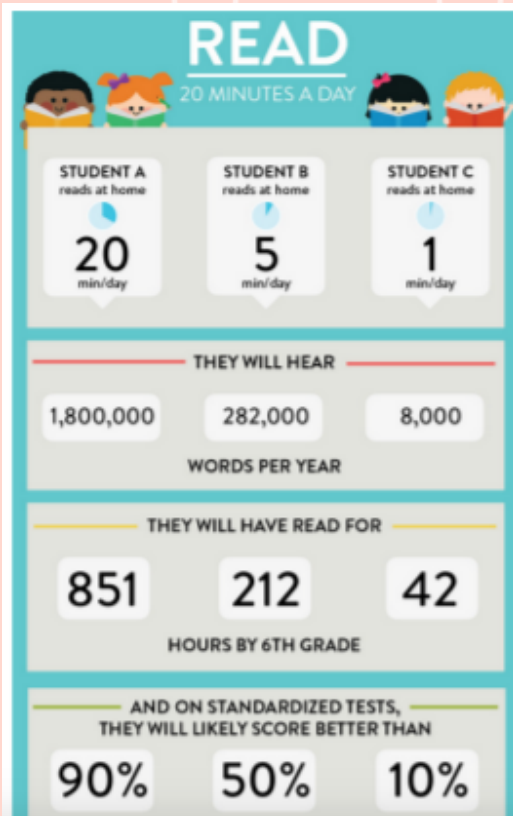 READ
20 MINUTES A DAY
STUDENT A
reads at home
20
min/day
STUDENT B
reads at home
5
min/day
STUDENT C
reads at home
1
min/day
THEY WILL HEAR
1,800,000 282,000 8,000
WORDS PER YEAR
THEY WILL HAVE READ FOR
851 212 42
HOURS BY 6TH GRADE
AND ON STANDARDIZED TESTS,
THEY WILL LIKELY SCORE BETTER THAN
90% 50% 10%